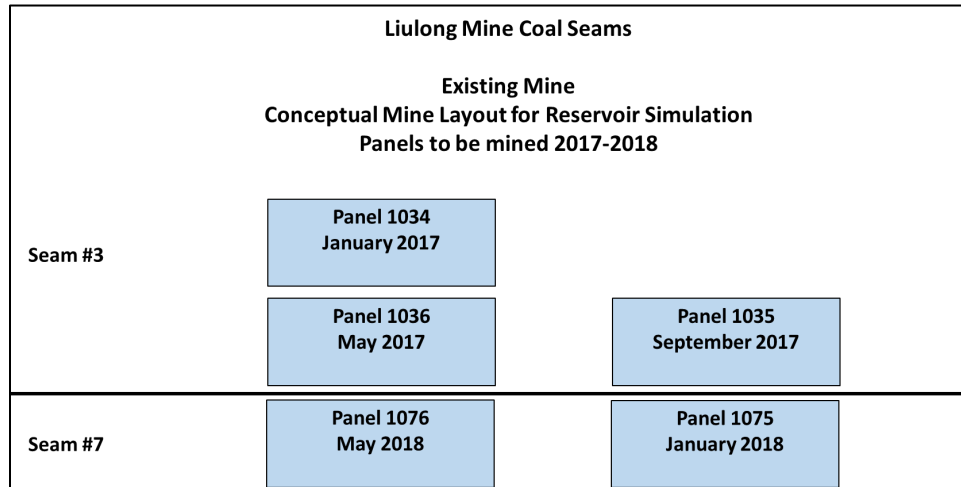 Liulong Mine Coal Seams
Existing Mine
Conceptual Mine Layout for Reservoir Simulation
Panels to be mined 2017-2018
Seam #3
Panel 1034
January 2017
Panel 1036
May 2017
Panel 1035
September 2017
Seam #7
Panel 1076
May 2018
Panel 1075
January 2018